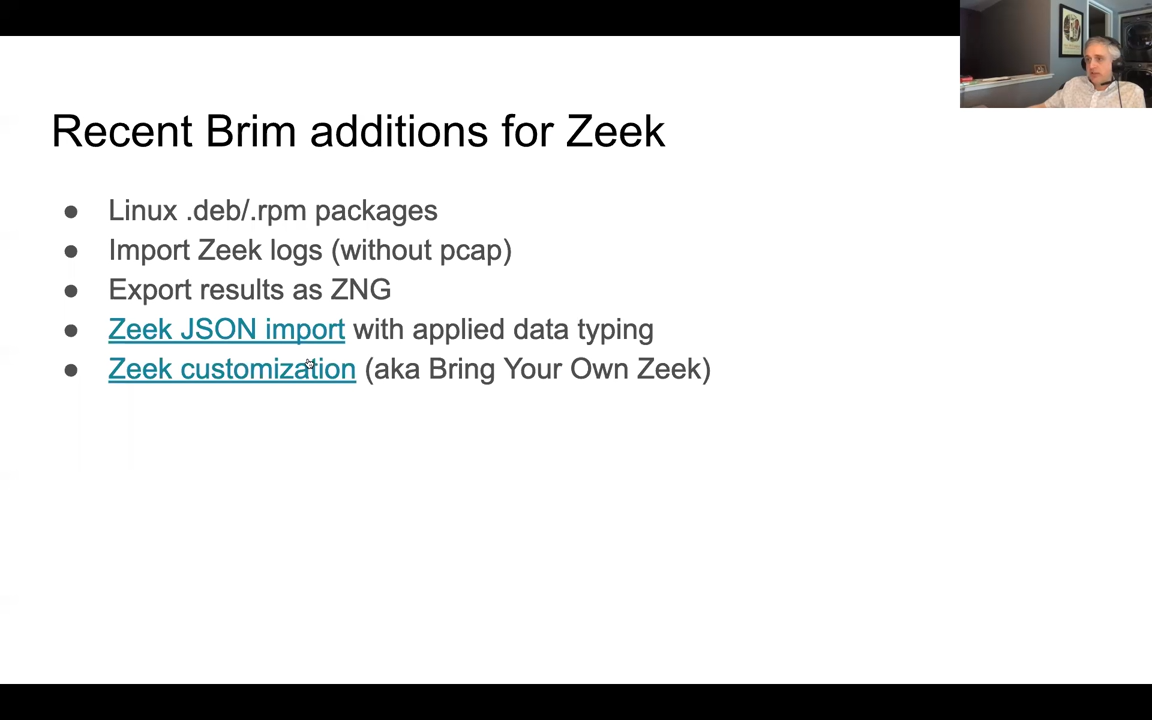 Recent Brim additions for Zeek
● Linux .deb/.rpm packages
● Import Zeek logs (without pcap)
● Export results as ZNG
● Zeek JSON import with applied data typing
● Zeek customization (aka Bring Your Own Zeek)